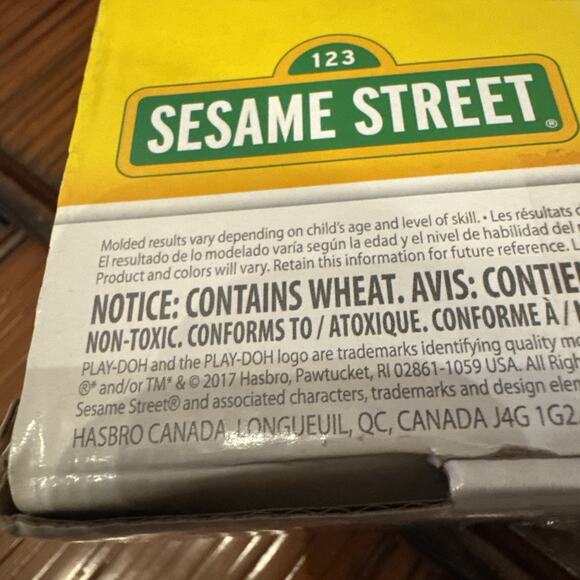 123
SESAME STREET®
Molded results vary depending on child's age and level of skill. • Les résultats
El resultado de lo modelado varía según la edad y el nivel de habilidad del
Product and colors will vary. Retain this information for future reference.
NOTICE: CONTAINS WHEAT. AVIS: CONTIE
NON-TOXIC. CONFORMS TO / ATOXIQUE. CONFORME À /
PLAY-DOH and the PLAY-DOH logo are trademarks identifying quality
®* and/or TM* & © 2017 Hasbro, Pawtucket, RI 02861-1059 USA. All Righ
Sesame Street® and associated characters, trademarks and design elem
HASBRO CANADA, LONGUEUIL, QC, CANADA J4G 1G2.